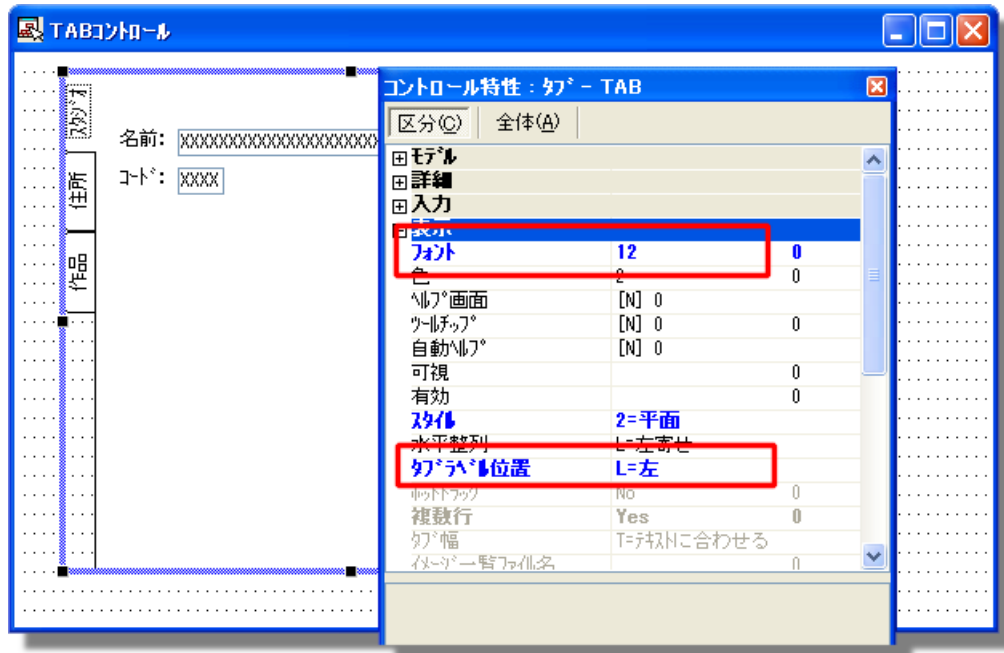 TABコントロール
スタジオ
住所
作品
名前: XXXXXXXXXXXXXXXXXXXX
コード: XXXX
コントロール特性:タブ - TAB
区分(C) 全体(A)
モデル
詳細
入力
表示
フォント 12 0
色 2 0
ヘルプ画面 [N] 0
ツールチップ [N] 0 0
自動ヘルプ [N] 0
可視 0
有効 0
スタイル 2=平面
水平整列 L=左寄せ
タブラベル位置 L=左
ホットトラック No 0
複数行 Yes 0
タブ幅 T=テキストに合わせる
イメージ一覧ファイル名 0